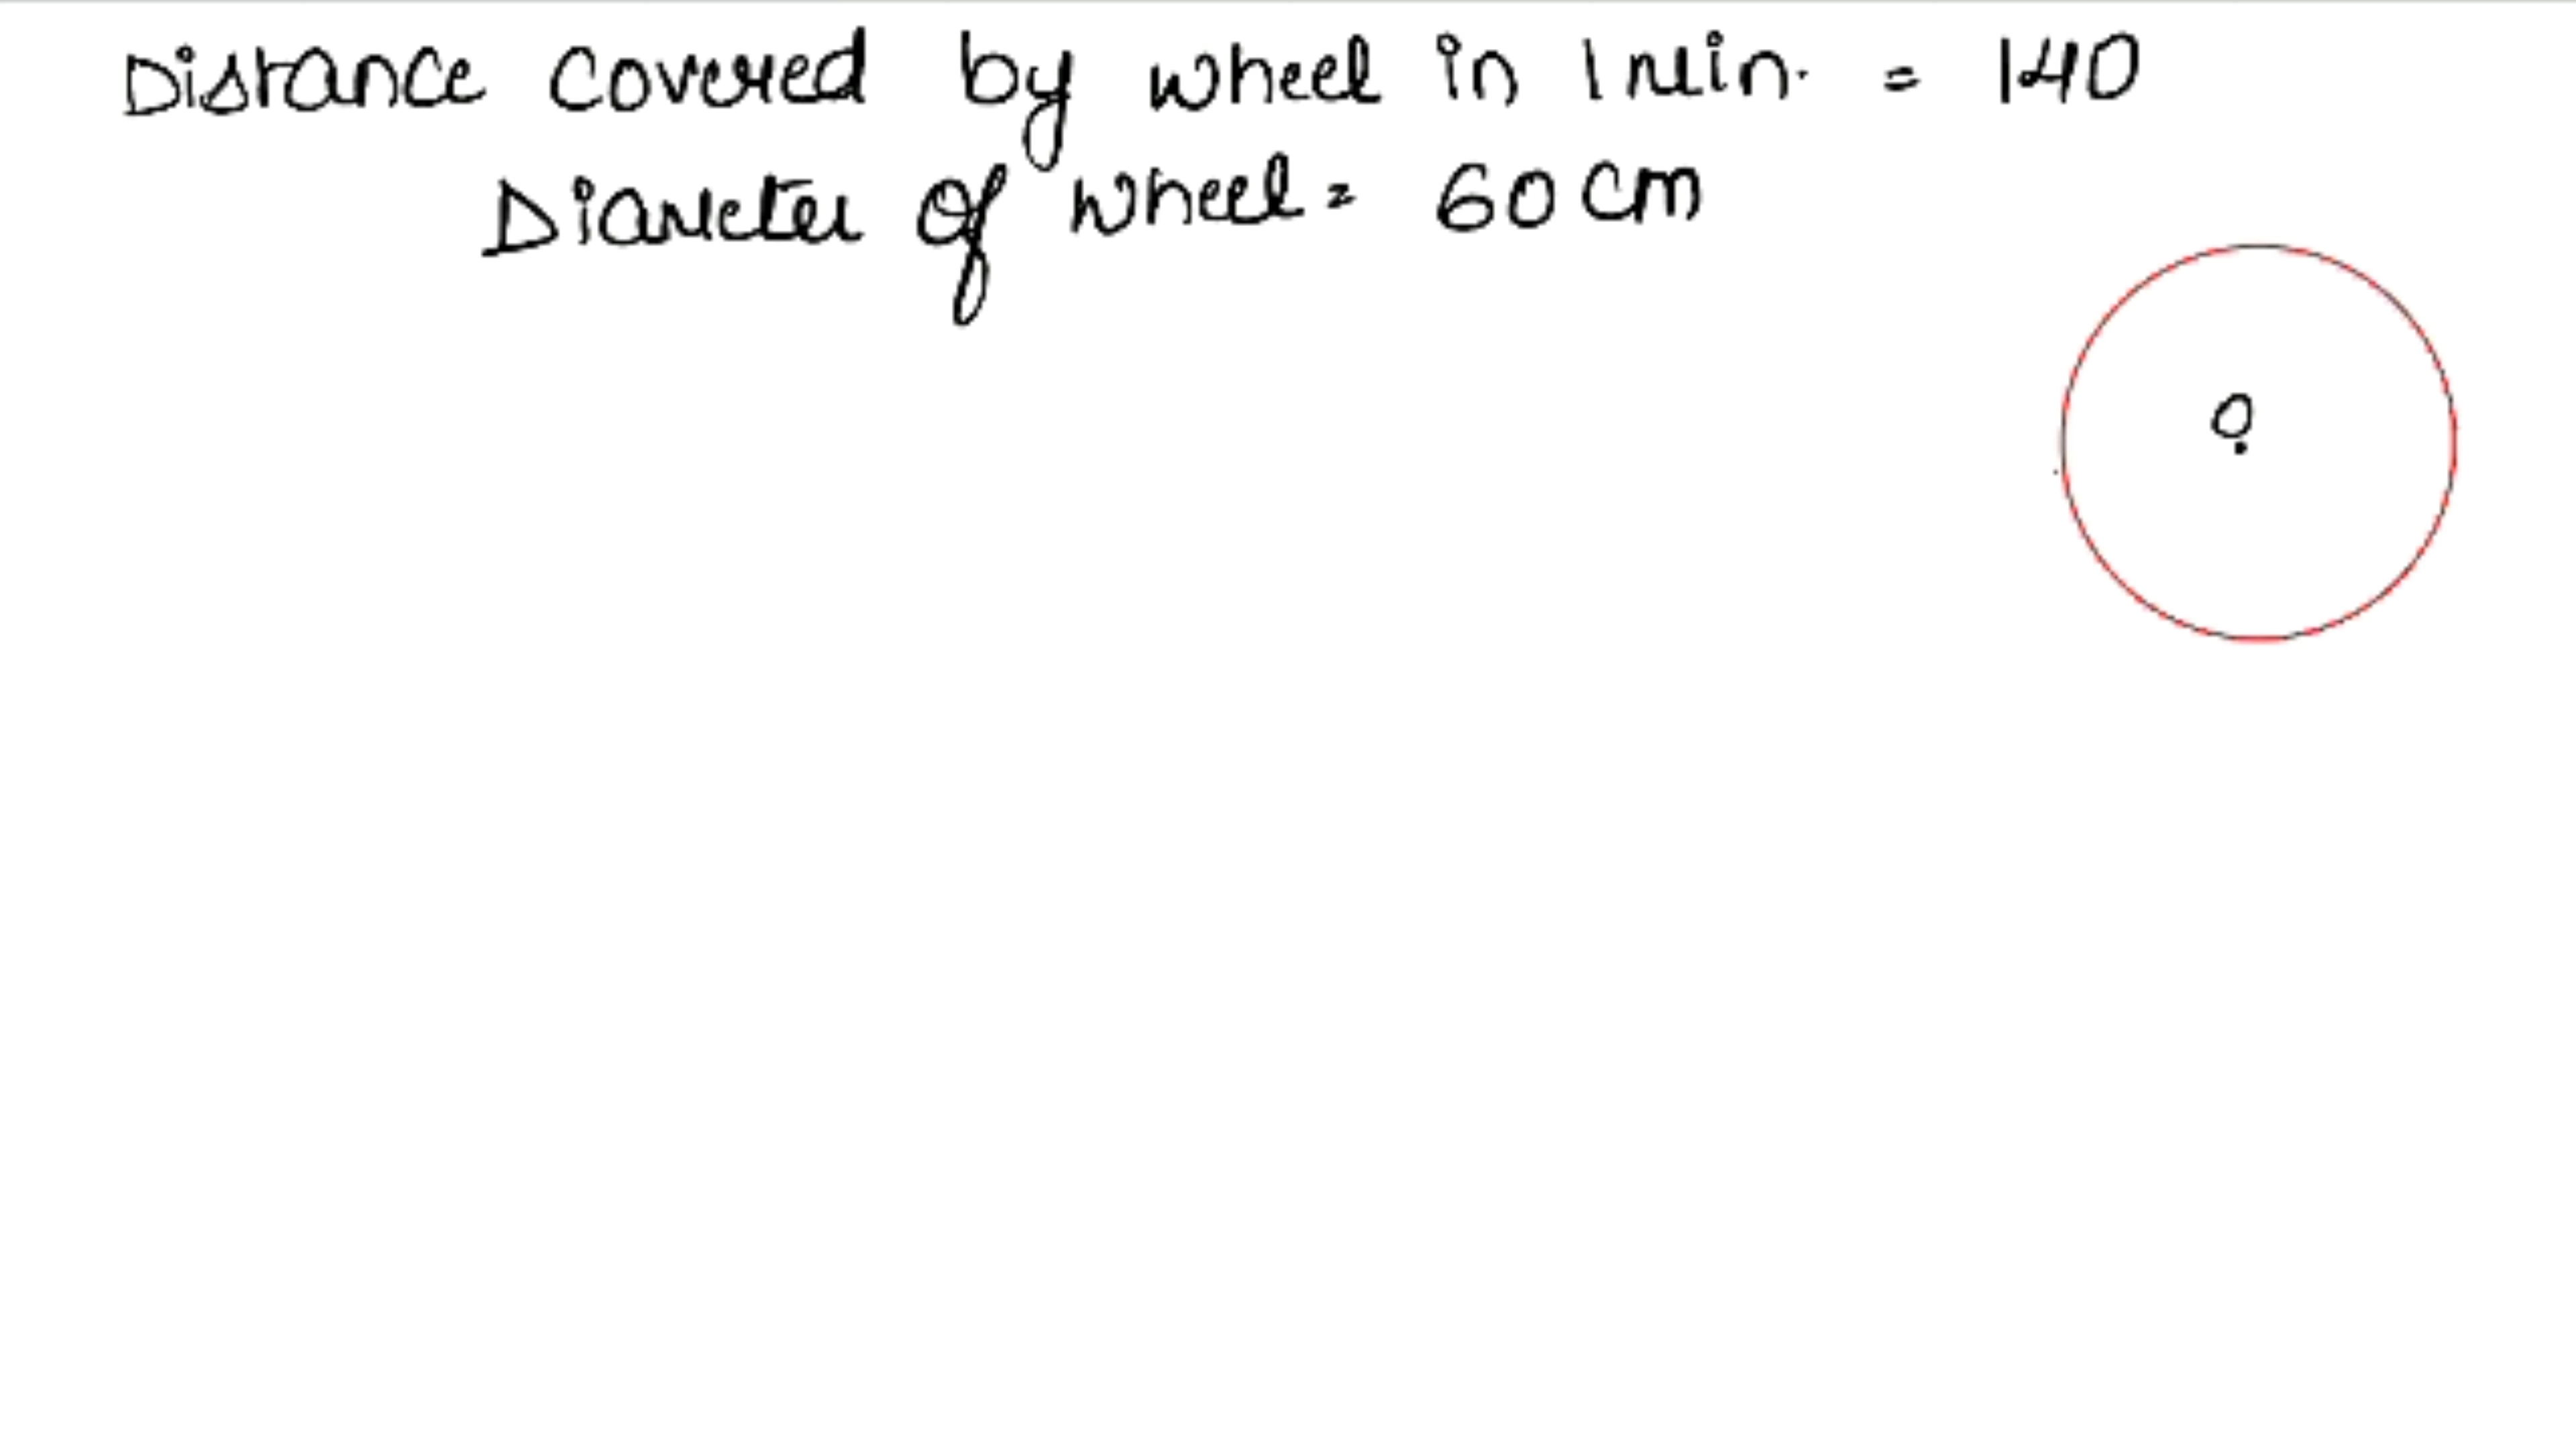 Distance covered by wheel in 1 min. = 140
Diameter of wheel = 60 cm
O